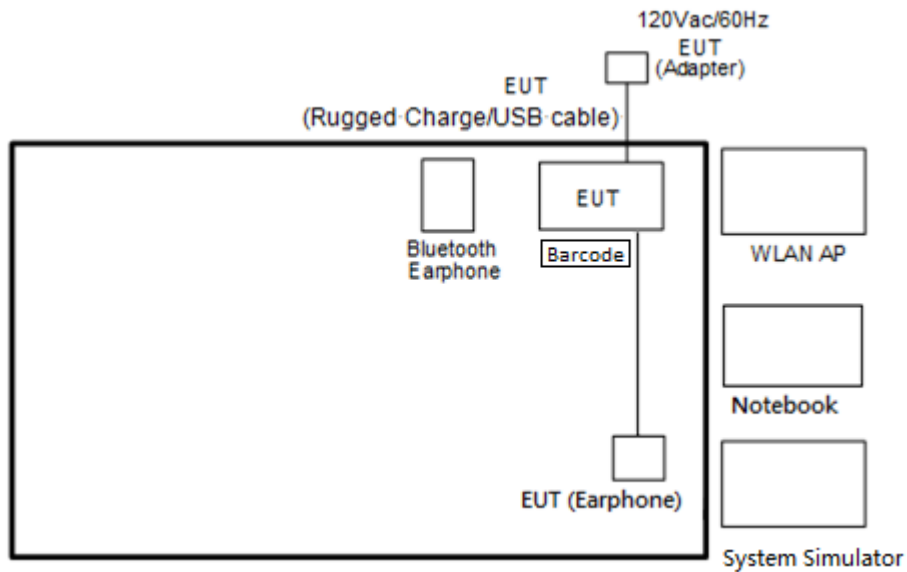 120Vac/60Hz
EUT
(Adapter)
EUT
(Rugged Charge/USB cable)
EUT
Bluetooth
Earphone
Barcode
WLAN AP
Notebook
EUT (Earphone)
System Simulator